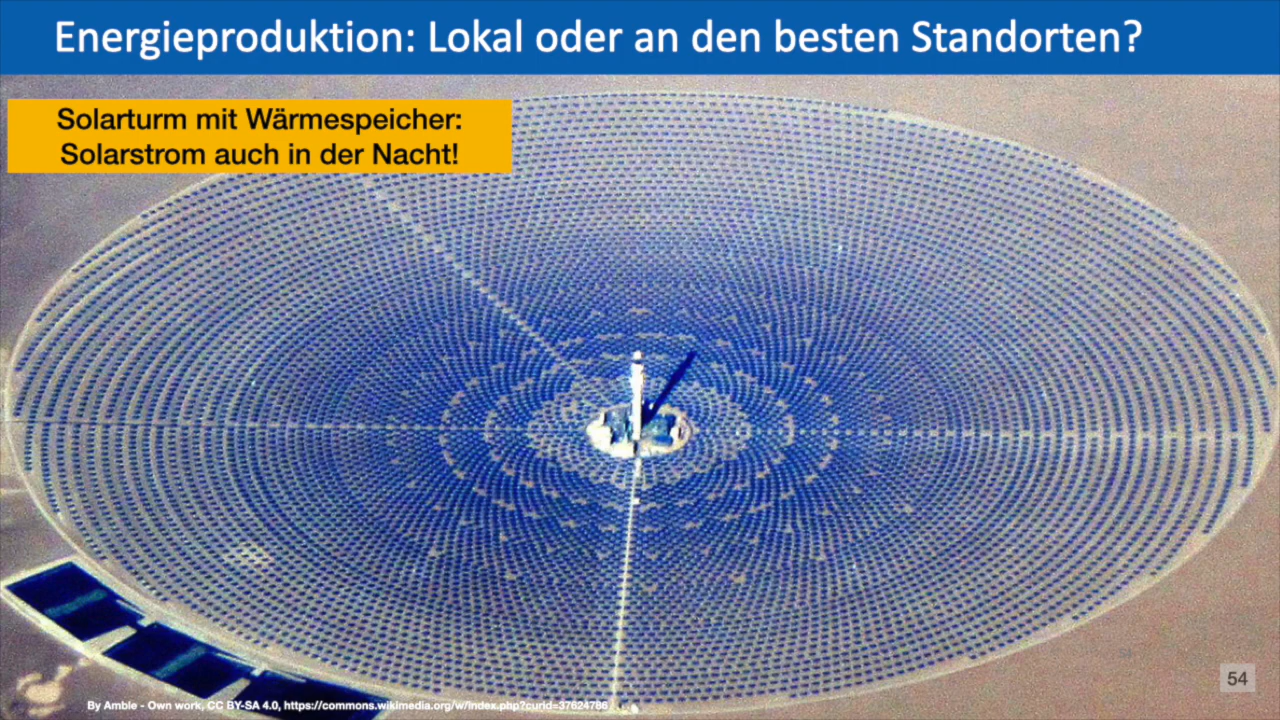 Energieproduktion: Lokal oder an den besten Standorten?
Solarturm mit Wärmespeicher:
Solarstrom auch in der Nacht!
54
By Amble - Own work, CC BY-SA 4.0, https://commons.wikimedia.org/w/index.php?curid=37624786